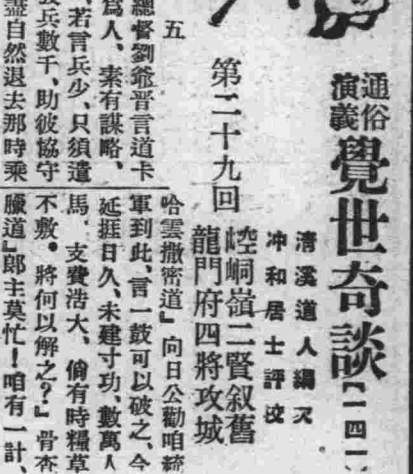 通俗
演義
覺世奇談【一四一
清溪道人編次
冲和居士評校
第二十九回
崆峒嶺二賢叙舊
龍門府四將攻城
五
總督劉爺晉言道卡
爲人、素有謀略、
若言兵少、只須遣
兵數千、助彼協守
盡自然退去那時乘
哈雲撒密道』向日公勸咱統
軍到此、言一鼓可以破之、今
延捱日久、未建寸功、數萬人
馬、支費浩大、倘有時糧草
不敷。將何以解之?』骨查
臘道』郎主莫忙!咱有一計、